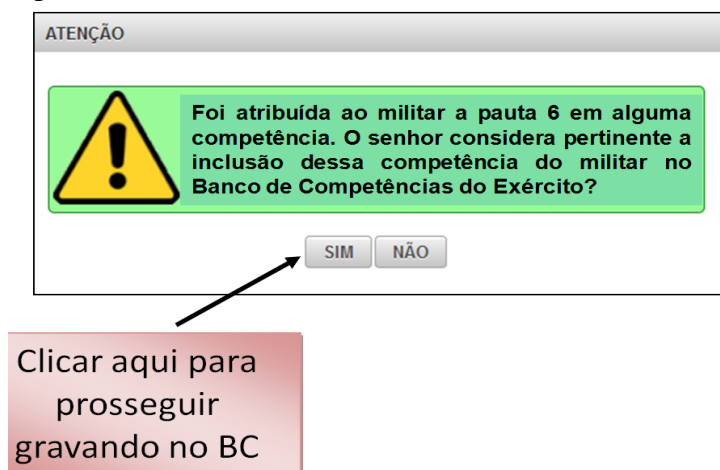 ATENÇÃO
Foi atribuída ao militar a pauta 6 em alguma
competência. O senhor considera pertinente a
inclusão dessa competência do militar no
Banco de Competências do Exército?
SIM NÃO
Clicar aqui para
prosseguir
gravando no BC